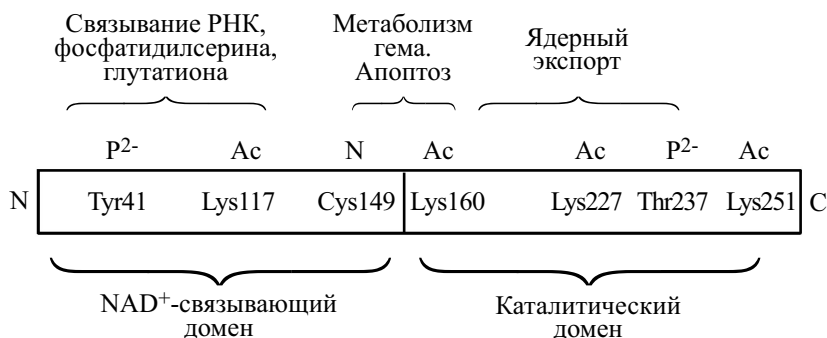 Связывание РНК,
фосфатидилсерина,
глутатиона
Метаболизм
гема.
Апоптоз
Ядерный
экспорт
P2- Ac N Ac Ac P2- Ac
N Tyr41 Lys117 Cys149 Lys160 Lys227 Thr237 Lys251 C
NAD+-связывающий
домен
Каталитический
домен